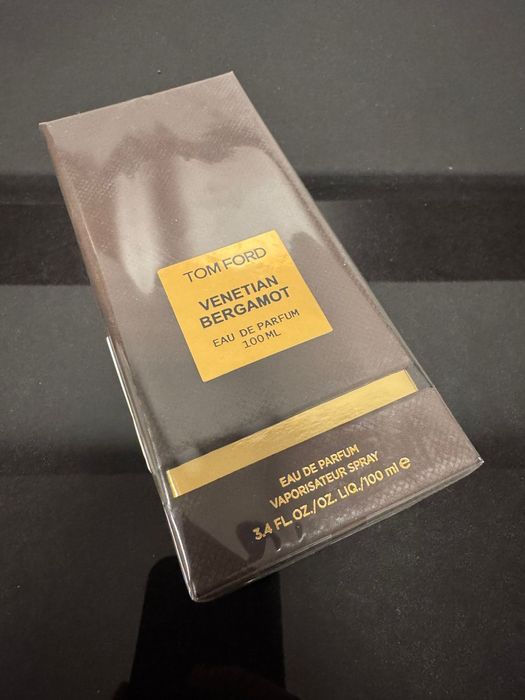 TOM FORD
VENETIAN
BERGAMOT
EAU DE PARFUM
100 ML
EAU DE PARFUM
VAPORISATEUR SPRAY
3.4 FL. OZ./OZ. LIQ./100 ml ℮